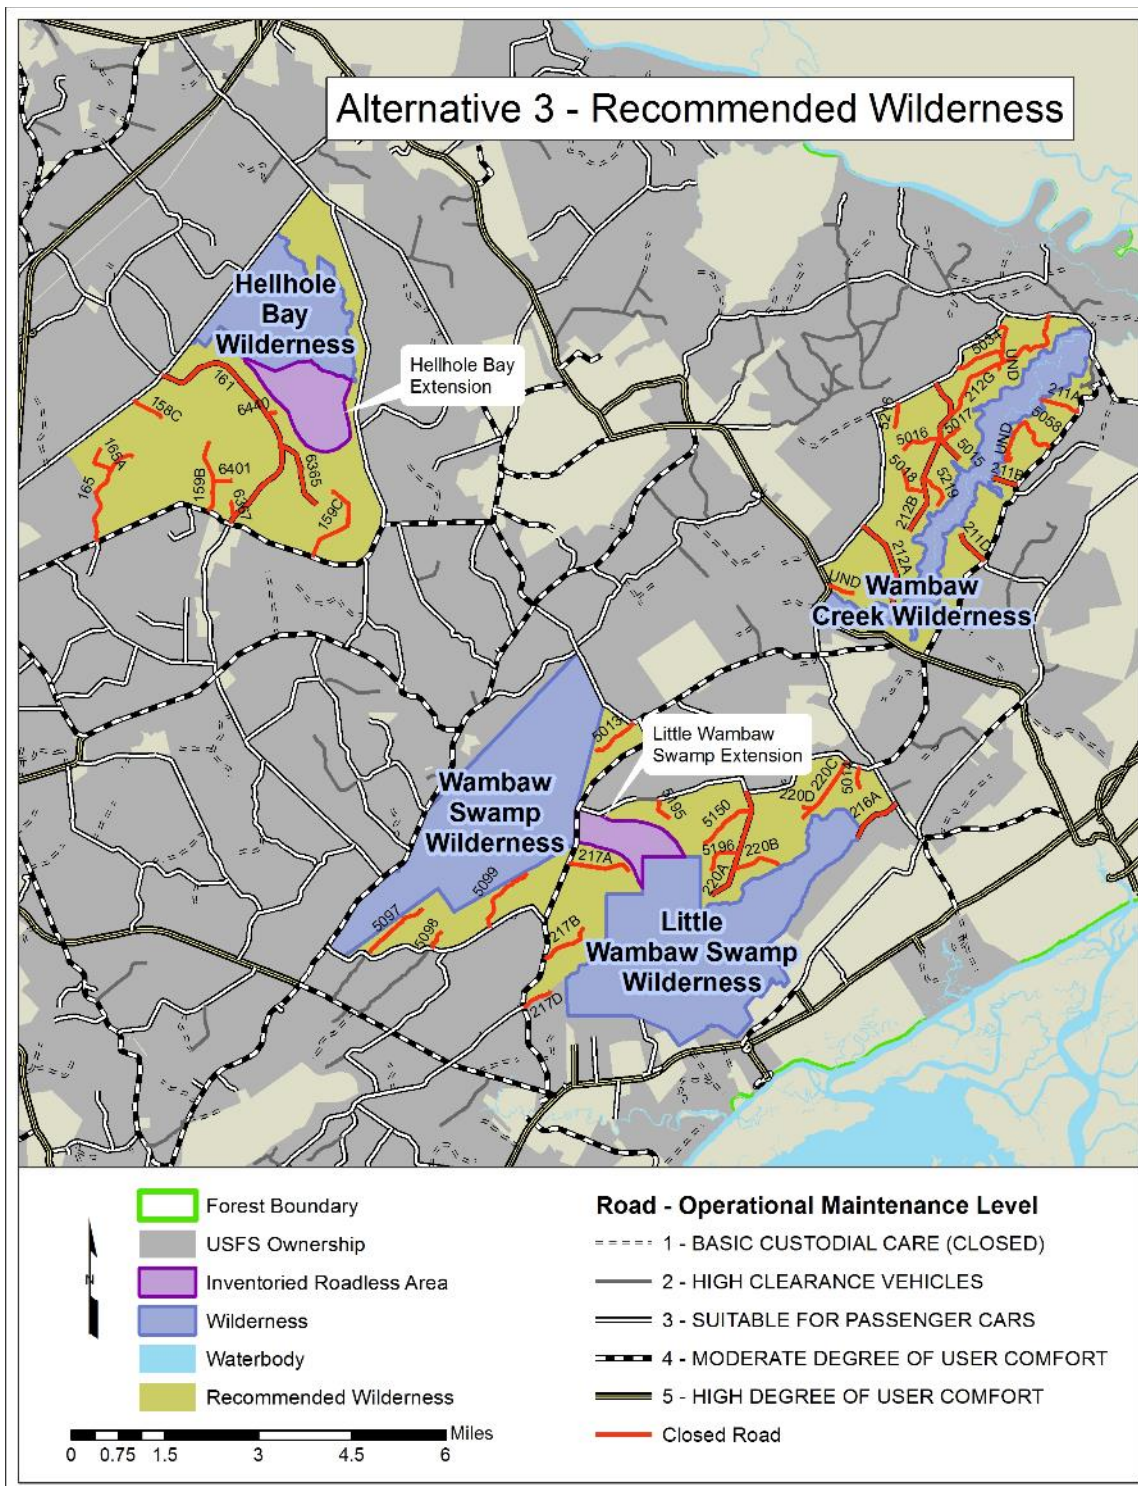 Alternative 3 - Recommended Wilderness
Hellhole
Bay
Wilderness
Hellhole Bay
Extension
161
158C
6440
165A
165
159B
6401
6367
6365
159C
5034
UND
212G
211A
5216
5017
5058
5016
UND
5015
5018
5219
211B
212B
211D
212A
UND
Wambaw
Creek Wilderness
5013
Little Wambaw
Swamp Extension
Wambaw
Swamp
Wilderness
220C
220D
216A
5195
5150
5196
220B
217A
220A
5099
5097
5098
217B
Little
Wambaw Swamp
Wilderness
217D
Forest Boundary
USFS Ownership
Inventoried Roadless Area
Wilderness
Waterbody
Recommended Wilderness
N
Miles
0 0.75 1.5 3 4.5 6
Road - Operational Maintenance Level
1 - BASIC CUSTODIAL CARE (CLOSED)
2 - HIGH CLEARANCE VEHICLES
3 - SUITABLE FOR PASSENGER CARS
4 - MODERATE DEGREE OF USER COMFORT
5 - HIGH DEGREE OF USER COMFORT
Closed Road